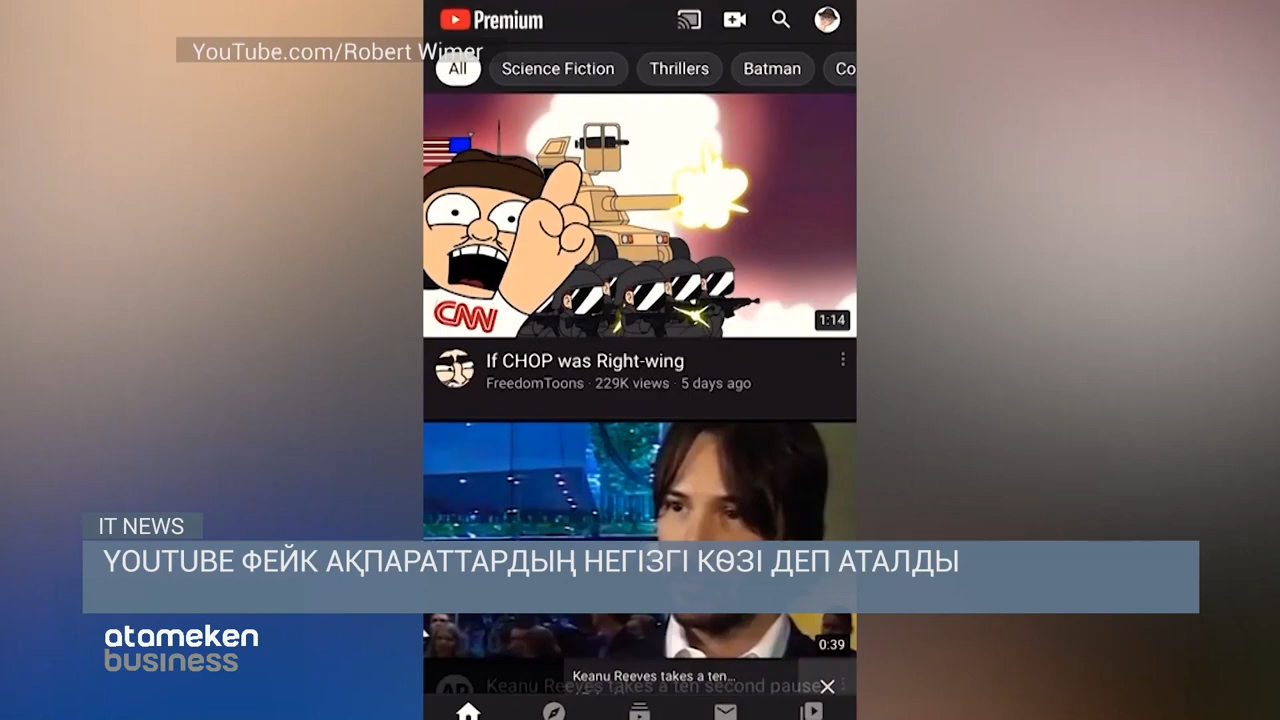 Premium
YouTube.com/Robert Wimer
All
Science Fiction
Thrillers
Batman
Co
CNN
1:14
If CHOP was Right-wing
FreedomToons · 229K views · 5 days ago
IT NEWS
YOUTUBE ФЕЙК АҚПАРАТТАРДЫҢ НЕГІЗГІ КӨЗІ ДЕП АТАЛДЫ
atameken
business
0:39
Keanu Reeves takes a ten...
Keanu Reeves takes a ten second pause